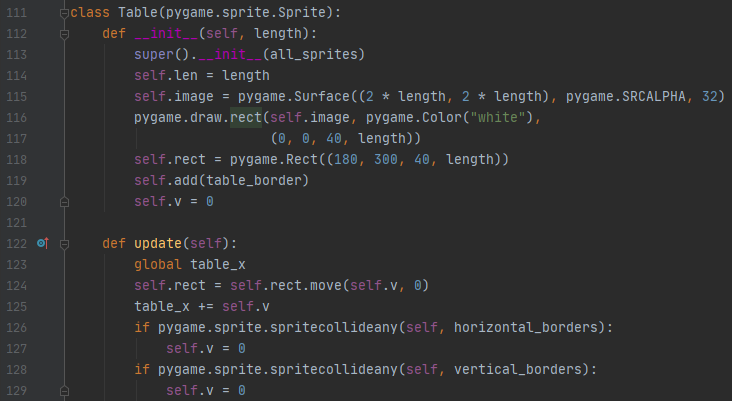 111 class Table(pygame.sprite.Sprite):
112     def __init__(self, length):
113         super().__init__(all_sprites)
114         self.len = length
115         self.image = pygame.Surface((2 * length, 2 * length), pygame.SRCALPHA, 32)
116         pygame.draw.rect(self.image, pygame.Color("white"),
117                          (0, 0, 40, length))
118         self.rect = pygame.Rect((180, 300, 40, length))
119         self.add(table_border)
120         self.v = 0
121
122     def update(self):
123         global table_x
124         self.rect = self.rect.move(self.v, 0)
125         table_x += self.v
126         if pygame.sprite.spritecollideany(self, horizontal_borders):
127             self.v = 0
128         if pygame.sprite.spritecollideany(self, vertical_borders):
129             self.v = 0